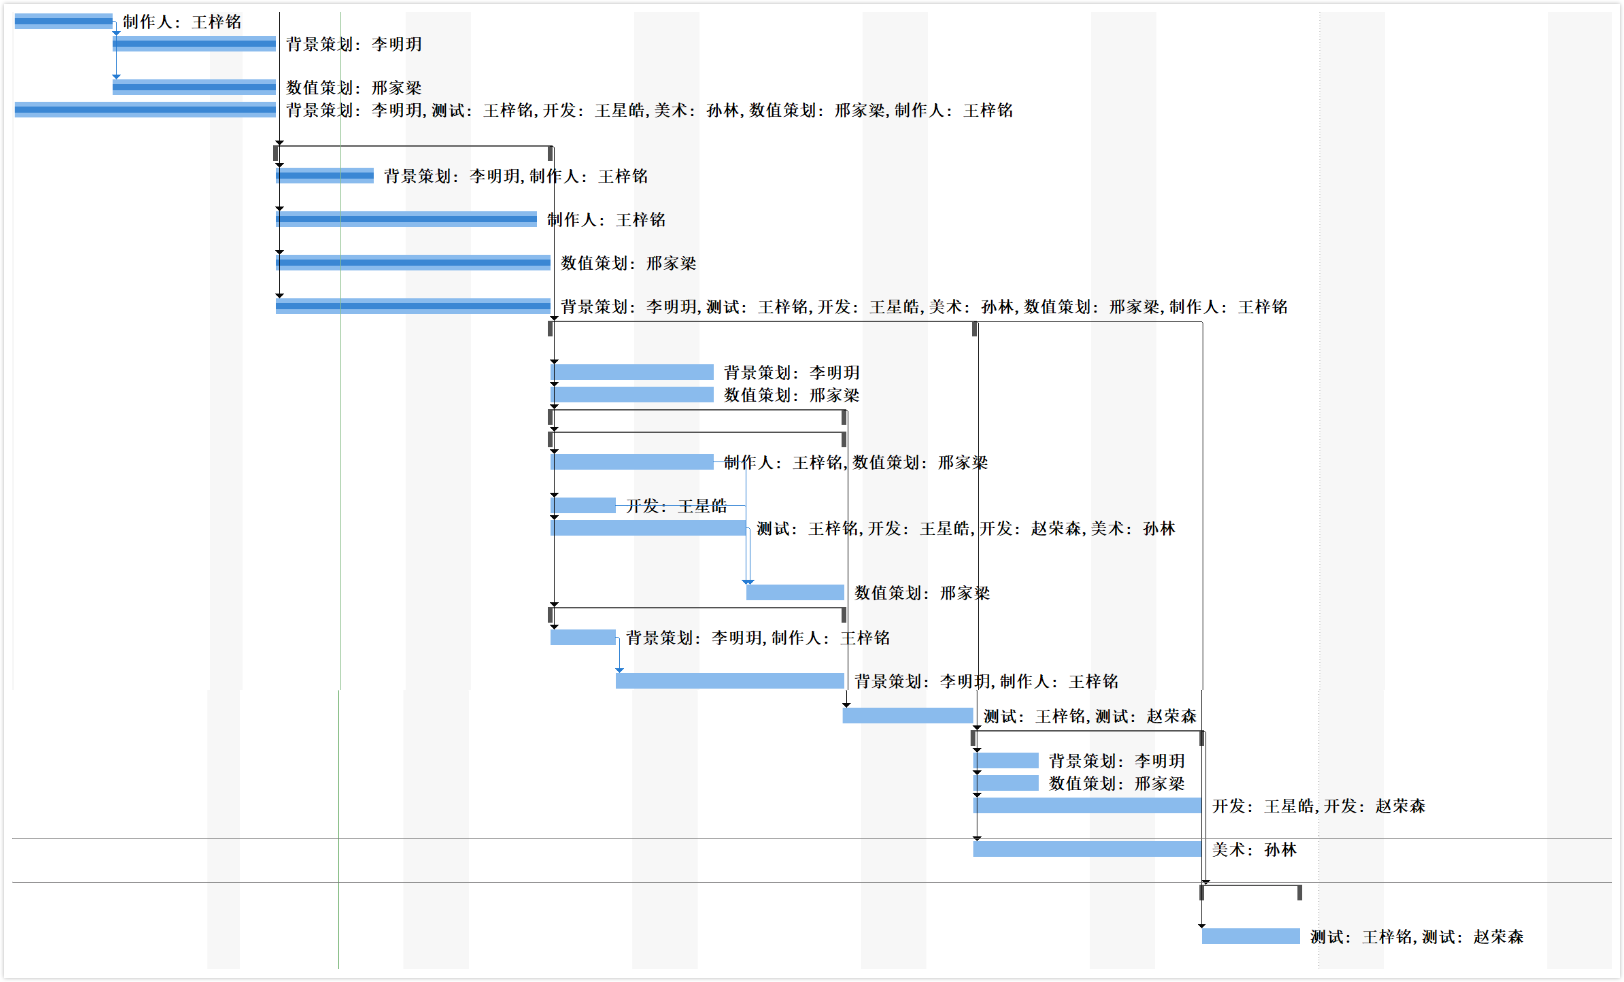 制作人：王梓铭
背景策划：李明玥
数值策划：邢家梁
背景策划：李明玥,测试：王梓铭,开发：王星皓,美术：孙林,数值策划：邢家梁,制作人：王梓铭
背景策划：李明玥,制作人：王梓铭
制作人：王梓铭
数值策划：邢家梁
背景策划：李明玥,测试：王梓铭,开发：王星皓,美术：孙林,数值策划：邢家梁,制作人：王梓铭
背景策划：李明玥
数值策划：邢家梁
制作人：王梓铭,数值策划：邢家梁
开发：王星皓
测试：王梓铭,开发：王星皓,开发：赵荣森,美术：孙林
数值策划：邢家梁
背景策划：李明玥,制作人：王梓铭
背景策划：李明玥,制作人：王梓铭
测试：王梓铭,测试：赵荣森
背景策划：李明玥
数值策划：邢家梁
开发：王星皓,开发：赵荣森
美术：孙林
测试：王梓铭,测试：赵荣森